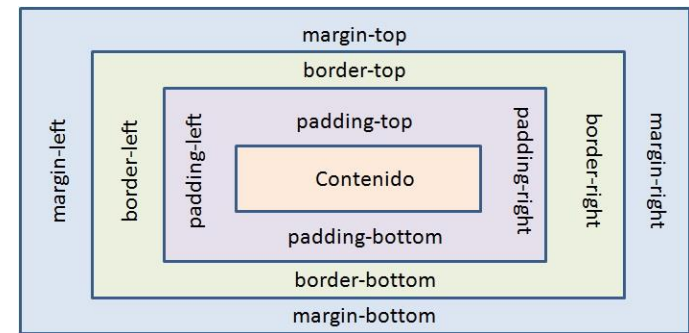 margin-top
border-top
padding-top
margin-left
border-left
padding-left
Contenido
padding-right
border-right
margin-right
padding-bottom
border-bottom
margin-bottom